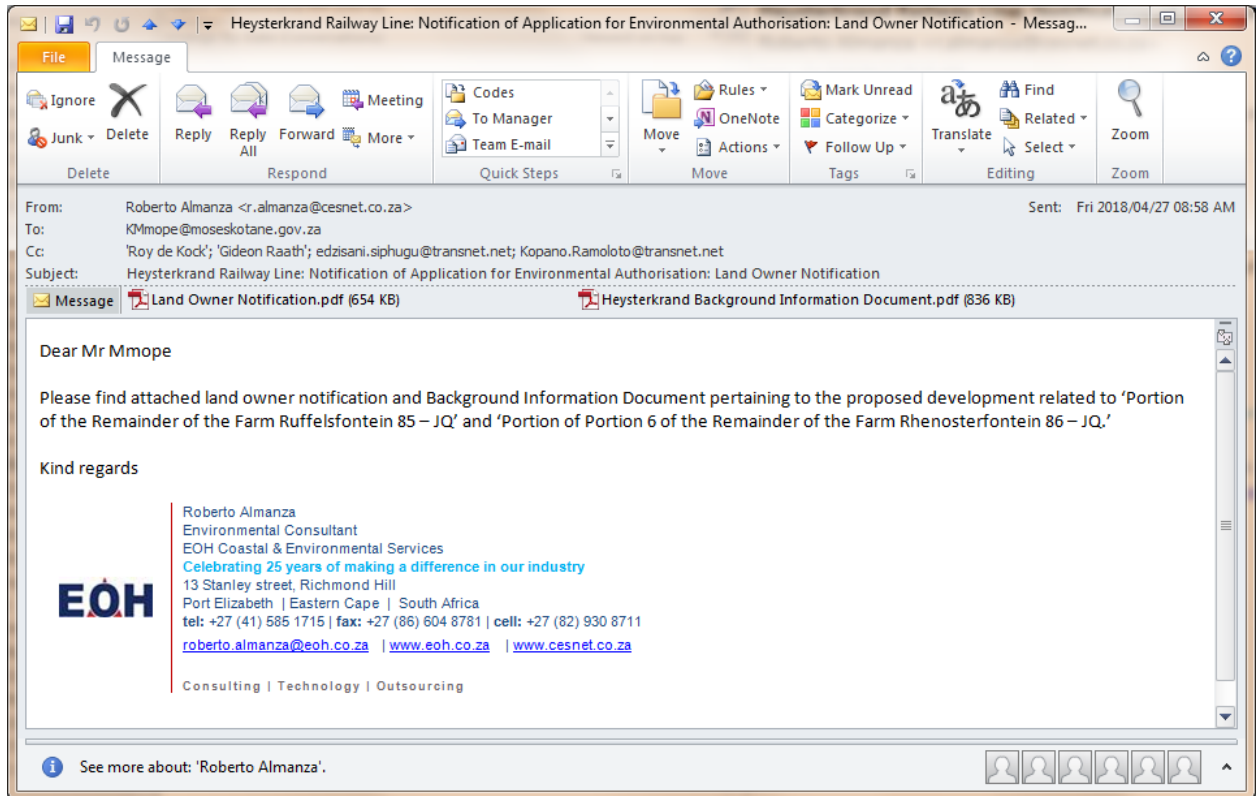 Heysterkrand Railway Line: Notification of Application for Environmental Authorisation: Land Owner Notification - Messag...
File Message
Ignore
Junk
Delete
Reply
Reply All
Forward
Meeting
More
Codes
To Manager
Team E-mail
Move
Rules
OneNote
Actions
Mark Unread
Categorize
Follow Up
Translate
Find
Related
Select
Zoom
Delete Respond Quick Steps Move Tags Editing Zoom
From: Roberto Almanza <r.almanza@cesnet.co.za> Sent: Fri 2018/04/27 08:58 AM
To: KMmope@moseskotane.gov.za
Cc: 'Roy de Kock'; 'Gideon Raath'; edzisani.siphugu@transnet.net; Kopano.Ramoloto@transnet.net
Subject: Heysterkrand Railway Line: Notification of Application for Environmental Authorisation: Land Owner Notification
Message Land Owner Notification.pdf (654 KB) Heysterkrand Background Information Document.pdf (836 KB)
Dear Mr Mmope
Please find attached land owner notification and Background Information Document pertaining to the proposed development related to ‘Portion
of the Remainder of the Farm Ruffelsfontein 85 – JQ’ and ‘Portion of Portion 6 of the Remainder of the Farm Rhenosterfontein 86 – JQ.’
Kind regards
EOH
Roberto Almanza
Environmental Consultant
EOH Coastal & Environmental Services
Celebrating 25 years of making a difference in our industry
13 Stanley street, Richmond Hill
Port Elizabeth | Eastern Cape | South Africa
tel: +27 (41) 585 1715 | fax: +27 (86) 604 8781 | cell: +27 (82) 930 8711
roberto.almanza@eoh.co.za | www.eoh.co.za | www.cesnet.co.za
Consulting | Technology | Outsourcing
See more about: 'Roberto Almanza'.